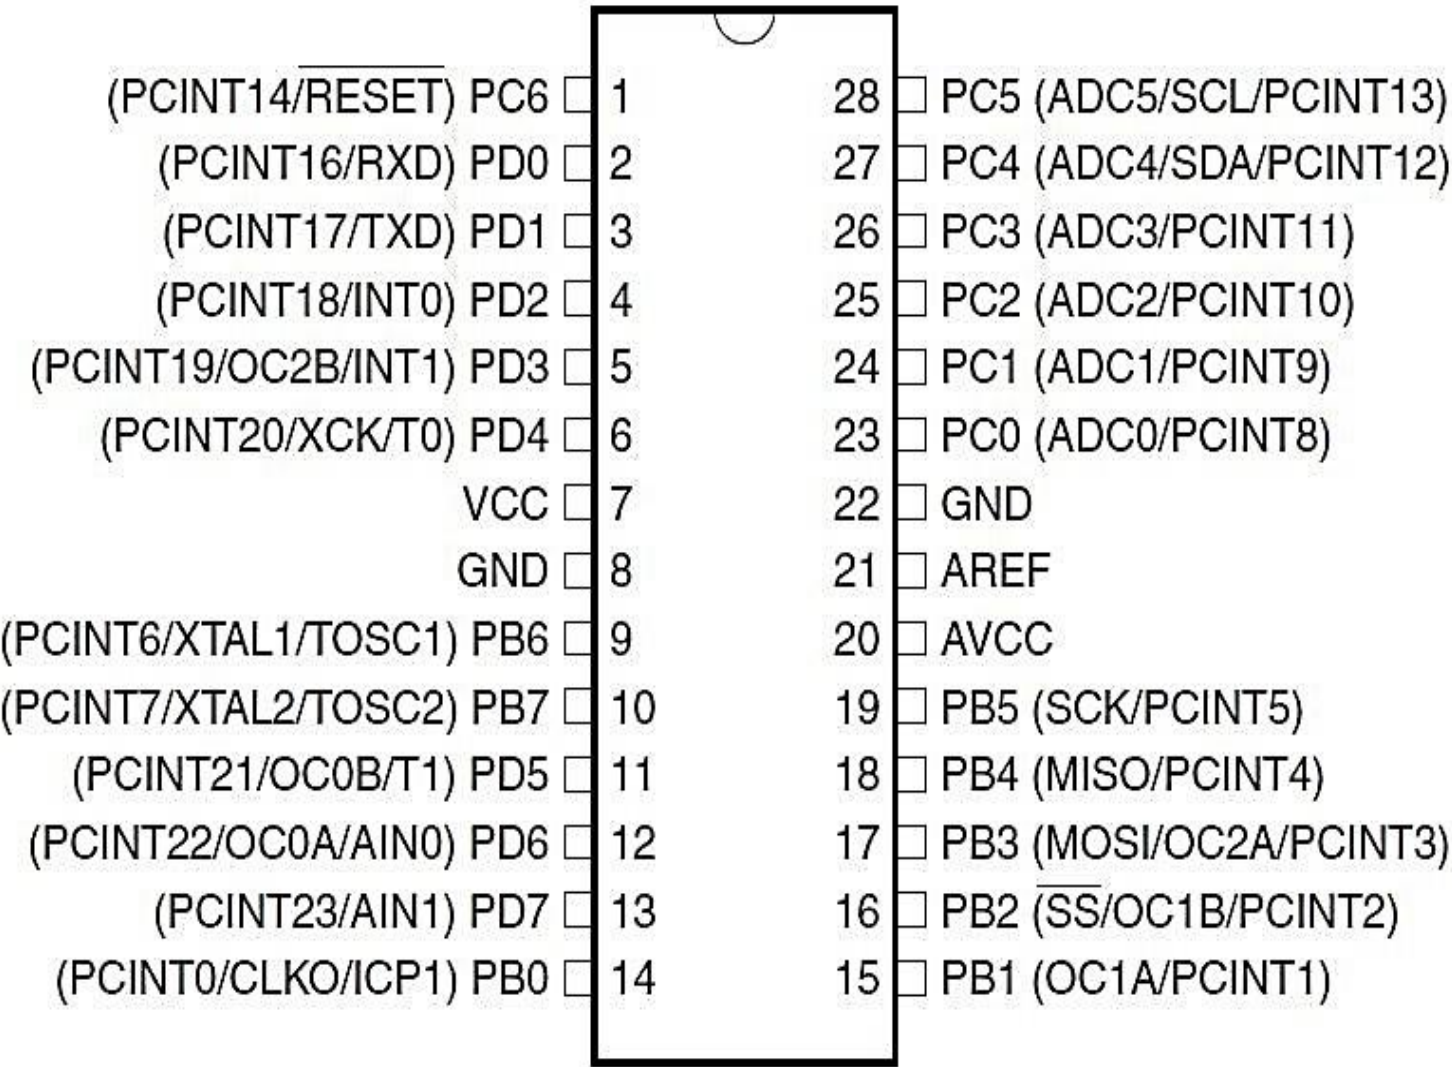 (PCINT14/RESET) PC6 1 28 PC5 (ADC5/SCL/PCINT13)
(PCINT16/RXD) PD0 2 27 PC4 (ADC4/SDA/PCINT12)
(PCINT17/TXD) PD1 3 26 PC3 (ADC3/PCINT11)
(PCINT18/INT0) PD2 4 25 PC2 (ADC2/PCINT10)
(PCINT19/OC2B/INT1) PD3 5 24 PC1 (ADC1/PCINT9)
(PCINT20/XCK/T0) PD4 6 23 PC0 (ADC0/PCINT8)
VCC 7 22 GND
GND 8 21 AREF
(PCINT6/XTAL1/TOSC1) PB6 9 20 AVCC
(PCINT7/XTAL2/TOSC2) PB7 10 19 PB5 (SCK/PCINT5)
(PCINT21/OC0B/T1) PD5 11 18 PB4 (MISO/PCINT4)
(PCINT22/OC0A/AIN0) PD6 12 17 PB3 (MOSI/OC2A/PCINT3)
(PCINT23/AIN1) PD7 13 16 PB2 (SS/OC1B/PCINT2)
(PCINT0/CLKO/ICP1) PB0 14 15 PB1 (OC1A/PCINT1)